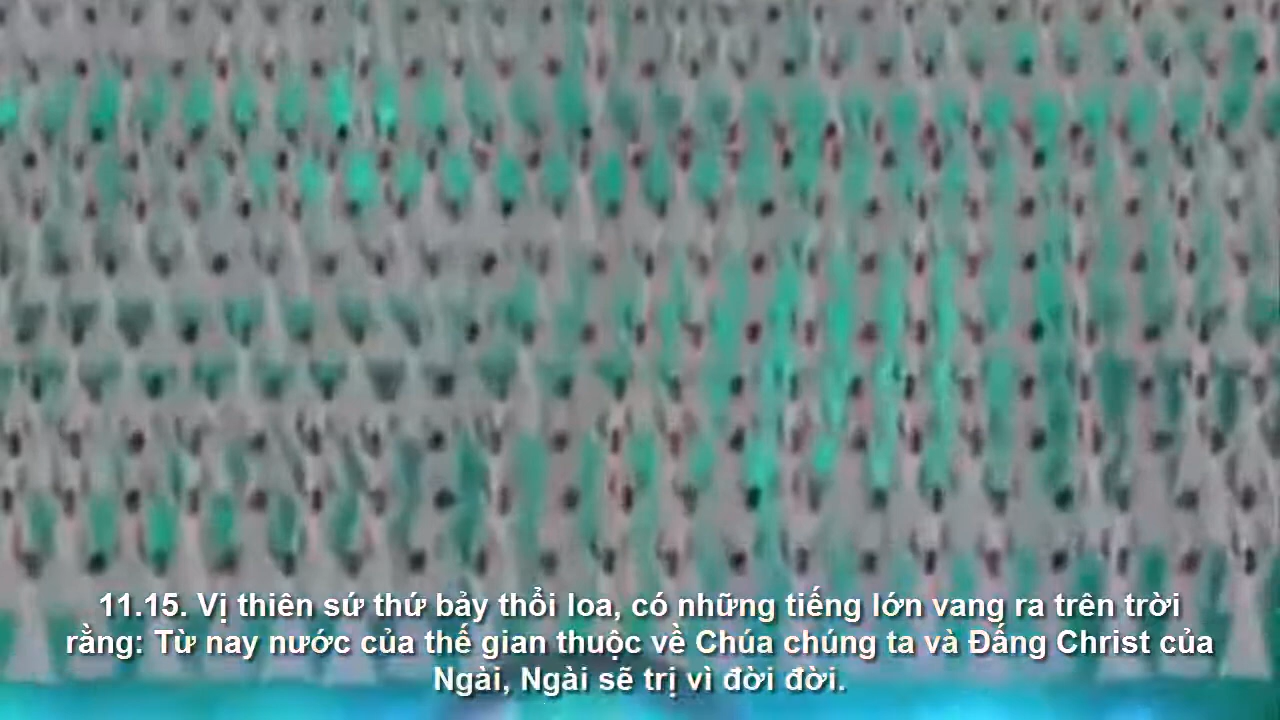 11.15. Vị thiên sứ thứ bảy thổi loa, có những tiếng lớn vang ra trên trời
rằng: Từ nay nước của thế gian thuộc về Chúa chúng ta và Đấng Christ của
Ngài, Ngài sẽ trị vì đời đời.